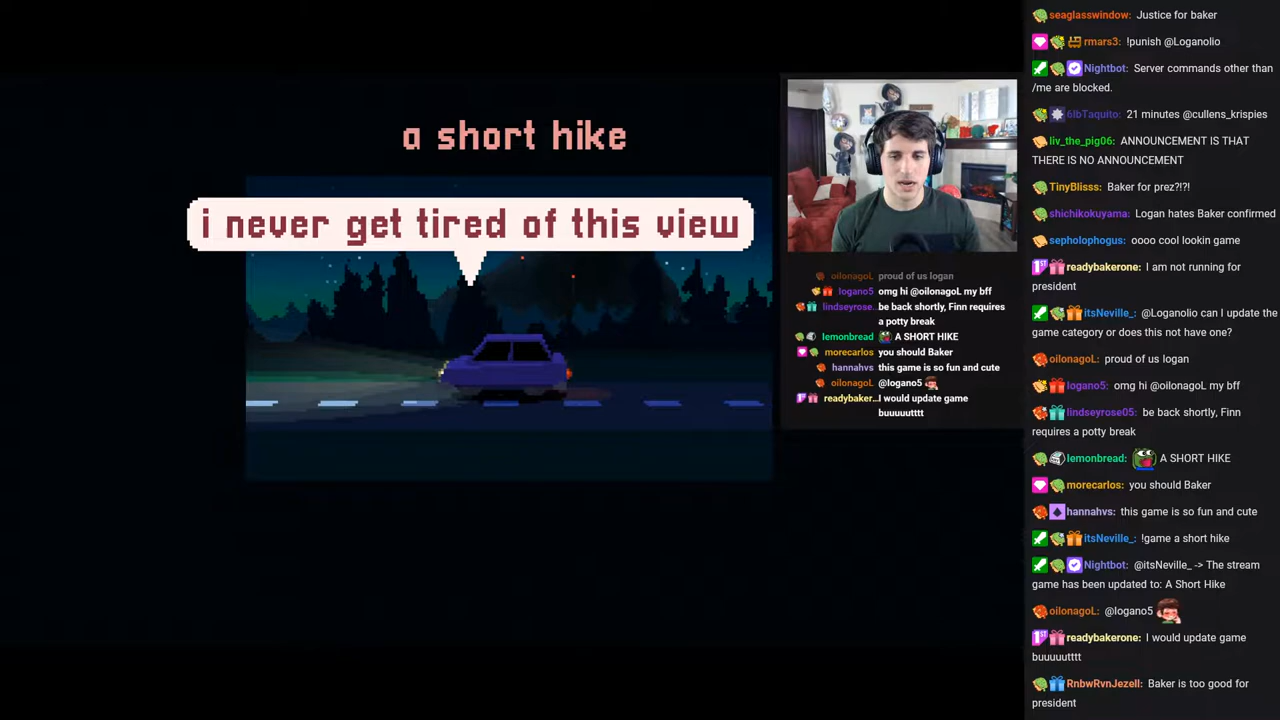 a short hike
i never get tired of this view
oilonagoL proud of us logan
logano5 omg hi @oilonagoL my bff
lindseyrose... be back shortly, Finn requires
a potty break
lemonbread A SHORT HIKE
morecarlos you should Baker
hannahvs this game is so fun and cute
oilonagoL @logano5
readybaker... I would update game
buuuuutttt
seaglasswindow: Justice for baker
rmars3: !punish @Loganolio
Nightbot: Server commands other than
/me are blocked.
6lbTaquito: 21 minutes @cullens_krispies
liv_the_pig06: ANNOUNCEMENT IS THAT
THERE IS NO ANNOUNCEMENT
TinyBlisss: Baker for prez?!?!
shichikokuyama: Logan hates Baker confirmed
sepholophogus: oooo cool lookin game
1ST readybakerone: I am not running for
president
itsNeville_: @Loganolio can I update the
game category or does this not have one?
oilonagoL: proud of us logan
logano5: omg hi @oilonagoL my bff
lindseyrose05: be back shortly, Finn
requires a potty break
lemonbread: A SHORT HIKE
morecarlos: you should Baker
hannahvs: this game is so fun and cute
itsNeville_: !game a short hike
Nightbot: @itsNeville_ -> The stream
game has been updated to: A Short Hike
oilonagoL: @logano5
1ST readybakerone: I would update game
buuuuutttt
RnbwRvnJezell: Baker is too good for
president